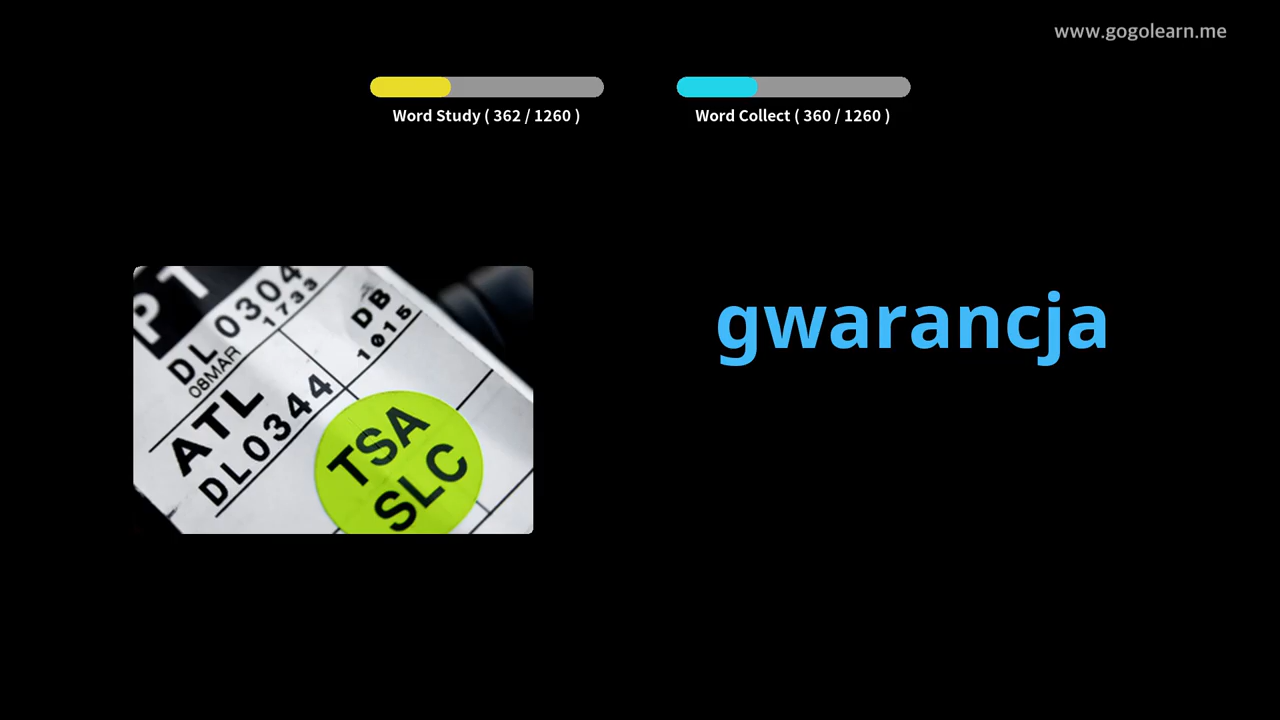 www.gogolearn.me
Word Study ( 362 / 1260 )
Word Collect ( 360 / 1260 )
gwarancja
P1
DL0304
1733
08MAR
DB
1015
ATL
DL0344
TSA
SLC